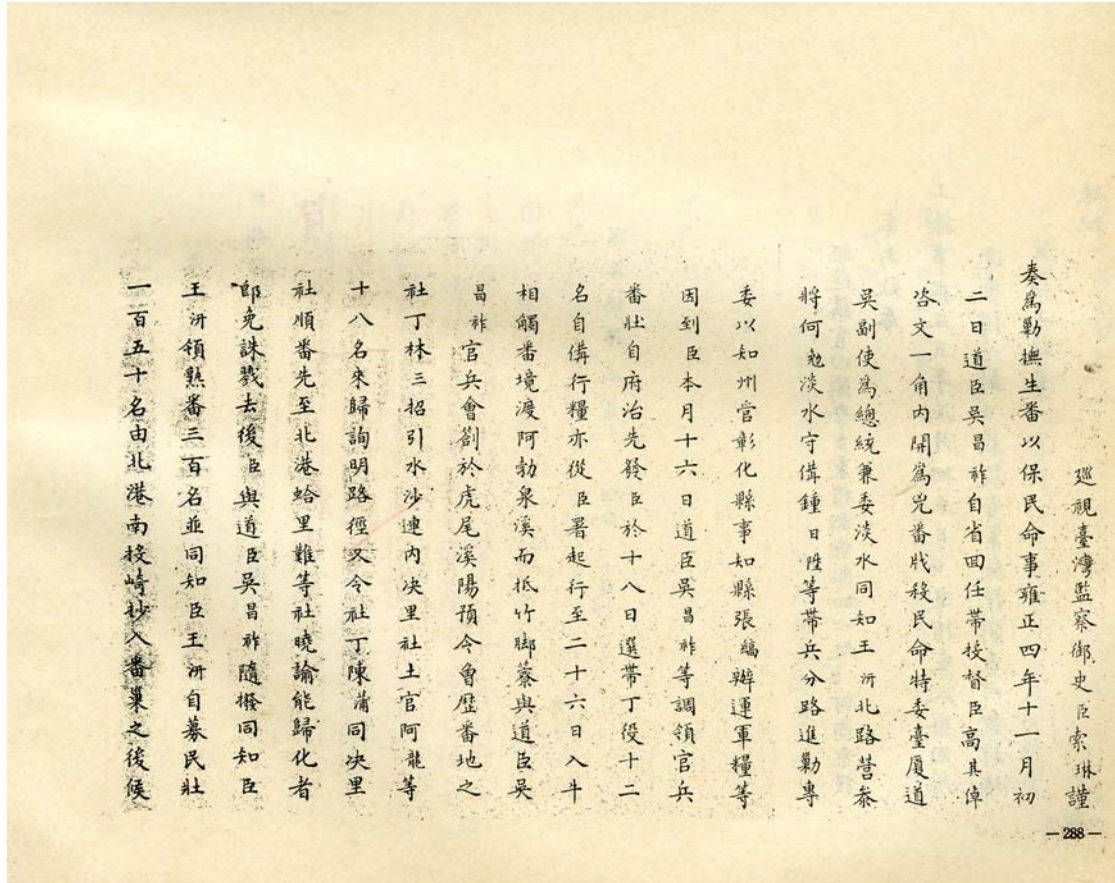 巡視臺灣監察御史臣索琳謹
奏為勦撫生番以保民命事雍正四年十一月初
二日道臣吳昌祚自省回任帶接督臣高其倬
咨文一角內開為兇番戕殺民命特委臺厦道
吳副使為總統兼委淡水同知王汧北路營參
將何勉淡水守俻鍾日陞等帶兵分路進勦專
委以知州管彰化縣事知縣張縞辦運軍糧等
因到臣本月十六日道臣吳昌祚等調領官兵
番壯自府治先發臣於十八日選帶丁役十二
名自俻行糧亦從臣署起行至二十六日入牛
相觸番境渡阿勃泉溪而抵竹脚藔與道臣吳
昌祚官兵會劄於虎尾溪陽預令曾歴番地之
社丁林三招引水沙連內决里社土官阿龍等
十八名來歸詢明路徑又令社丁陳蒲同决里
社順番先至北港蛤里難等社曉諭能歸化者
即免誅戮去後臣與道臣吳昌祚隨撥同知臣
王汧領熟番三百名並同知臣王汧自募民壯
一百五十名由北港南投崎抄入番巢之後候
—288—